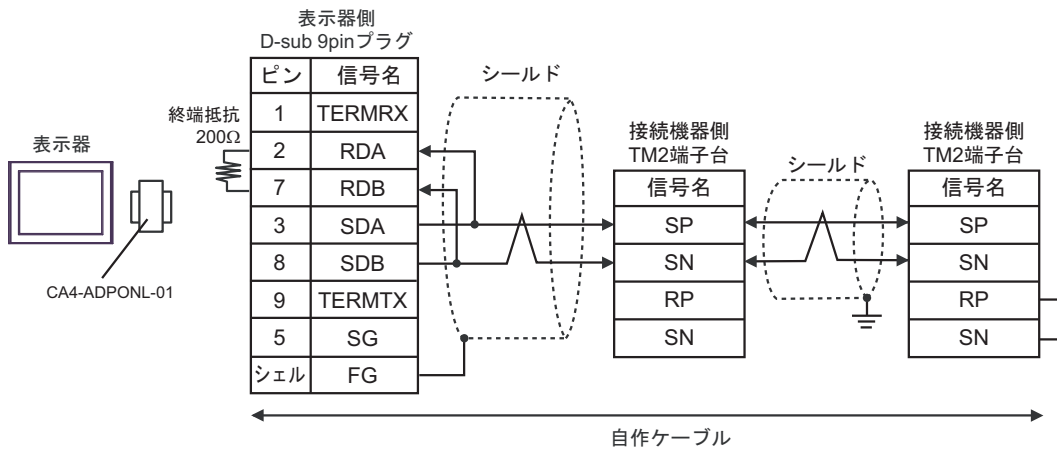 表示器側
D-sub 9pinプラグ
ピン 信号名
1 TERMRX
2 RDA
7 RDB
3 SDA
8 SDB
9 TERMTX
5 SG
シェル FG
終端抵抗
200Ω
表示器
CA4-ADPONL-01
シールド
接続機器側
TM2端子台
信号名
SP
SN
RP
SN
シールド
接続機器側
TM2端子台
信号名
SP
SN
RP
SN
自作ケーブル